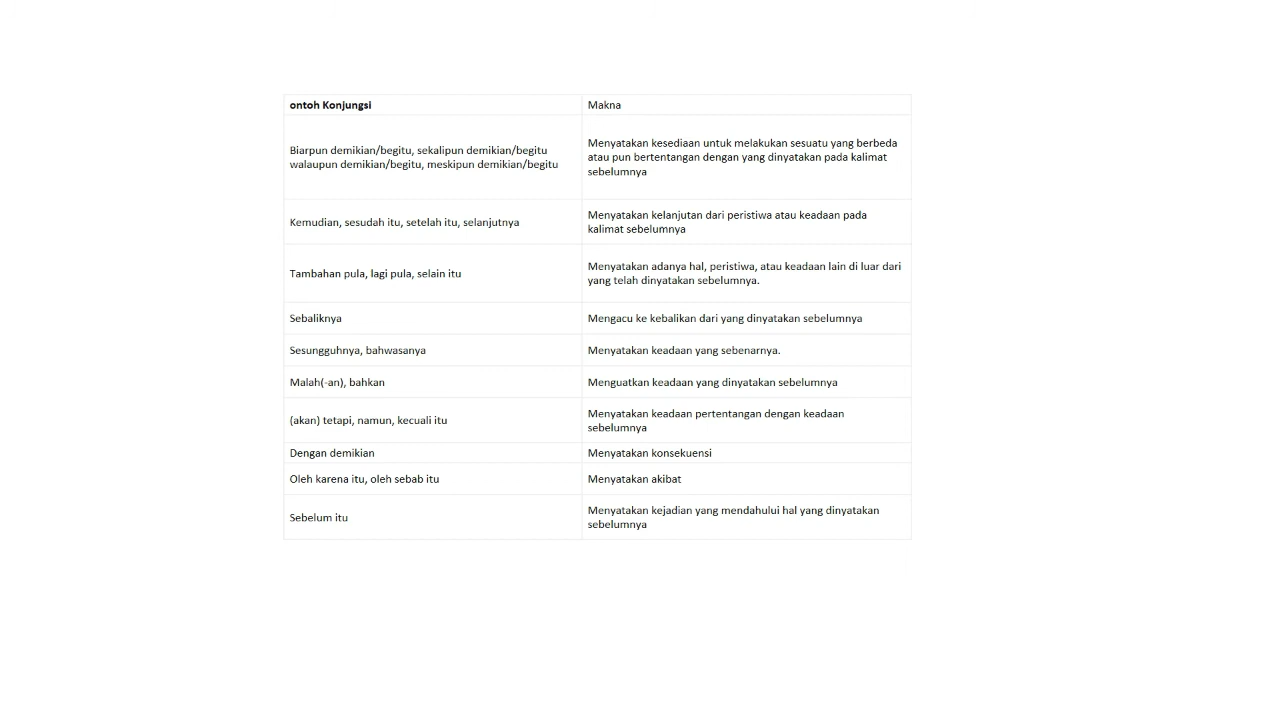 ontoh Konjungsi
Makna
Biarpun demikian/begitu, sekalipun demikian/begitu
walaupun demikian/begitu, meskipun demikian/begitu
Menyatakan kesediaan untuk melakukan sesuatu yang berbeda
atau pun bertentangan dengan yang dinyatakan pada kalimat
sebelumnya
Kemudian, sesudah itu, setelah itu, selanjutnya
Menyatakan kelanjutan dari peristiwa atau keadaan pada
kalimat sebelumnya
Tambahan pula, lagi pula, selain itu
Menyatakan adanya hal, peristiwa, atau keadaan lain di luar dari
yang telah dinyatakan sebelumnya.
Sebaliknya
Mengacu ke kebalikan dari yang dinyatakan sebelumnya
Sesungguhnya, bahwasanya
Menyatakan keadaan yang sebenarnya.
Malah(-an), bahkan
Menguatkan keadaan yang dinyatakan sebelumnya
(akan) tetapi, namun, kecuali itu
Menyatakan keadaan pertentangan dengan keadaan
sebelumnya
Dengan demikian
Menyatakan konsekuensi
Oleh karena itu, oleh sebab itu
Menyatakan akibat
Sebelum itu
Menyatakan kejadian yang mendahului hal yang dinyatakan
sebelumnya